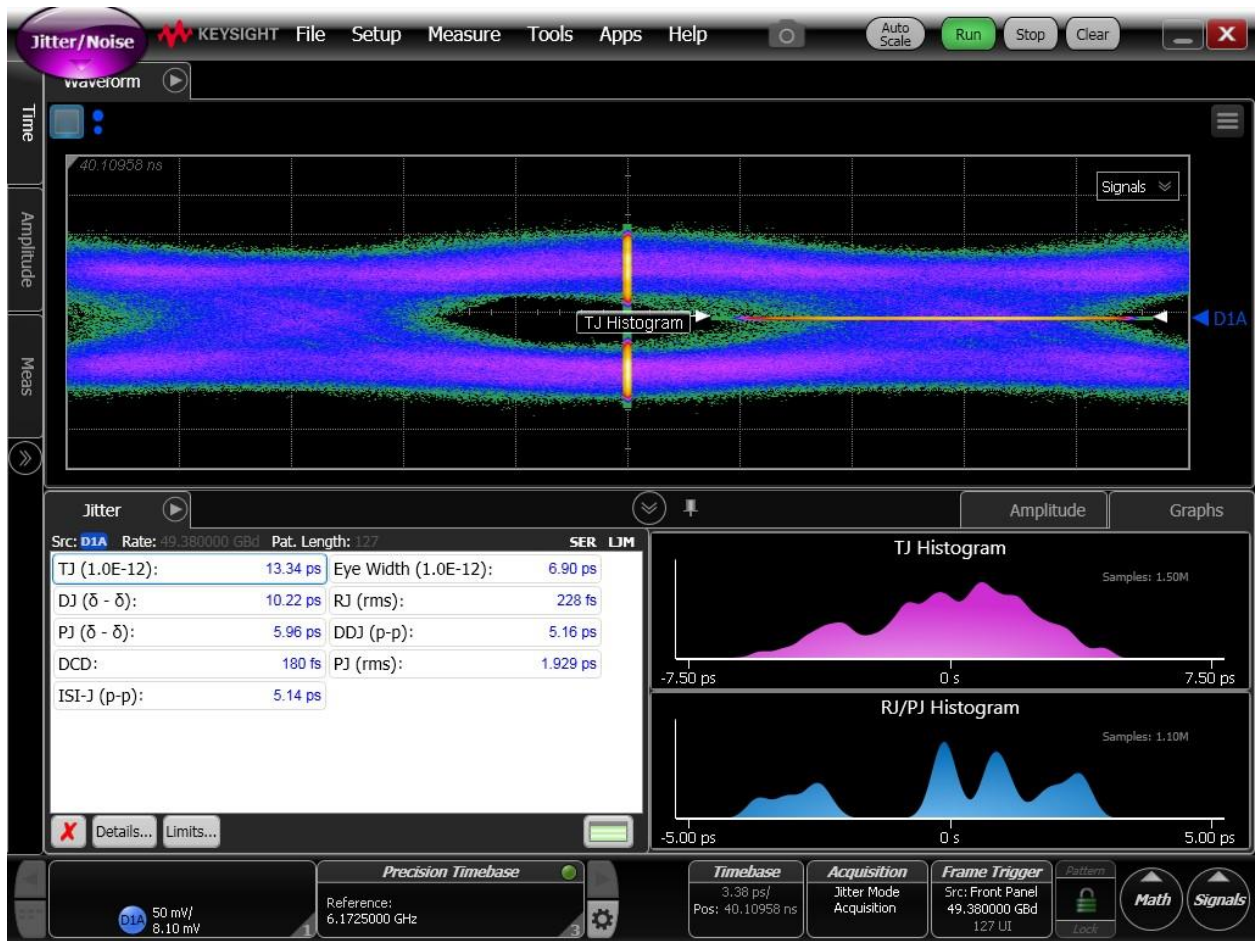 Jitter/Noise
KEYSIGHT File Setup Measure Tools Apps Help Auto Scale Run Stop Clear X
Waveform
Time
Amplitude
Meas
40.10958 ns
Signals
TJ Histogram
D1A
Jitter
Amplitude Graphs
Src: D1A Rate: 49.380000 GBd Pat. Length: 127 SER LJM
TJ (1.0E-12): 13.34 ps Eye Width (1.0E-12): 6.90 ps
DJ (δ - δ): 10.22 ps RJ (rms): 228 fs
PJ (δ - δ): 5.96 ps DDJ (p-p): 5.16 ps
DCD: 180 fs PJ (rms): 1.929 ps
ISI-J (p-p): 5.14 ps
Details... Limits...
TJ Histogram
Samples: 1.50M
-7.50 ps 0 s 7.50 ps
RJ/PJ Histogram
Samples: 1.10M
-5.00 ps 0 s 5.00 ps
D1A 50 mV/
8.10 mV
1
Precision Timebase
Reference:
6.1725000 GHz
3
Timebase
3.38 ps/
Pos: 40.10958 ns
Acquisition
Jitter Mode
Acquisition
Frame Trigger
Src: Front Panel
49.380000 GBd
127 UI
Pattern
Lock
Math
Signals